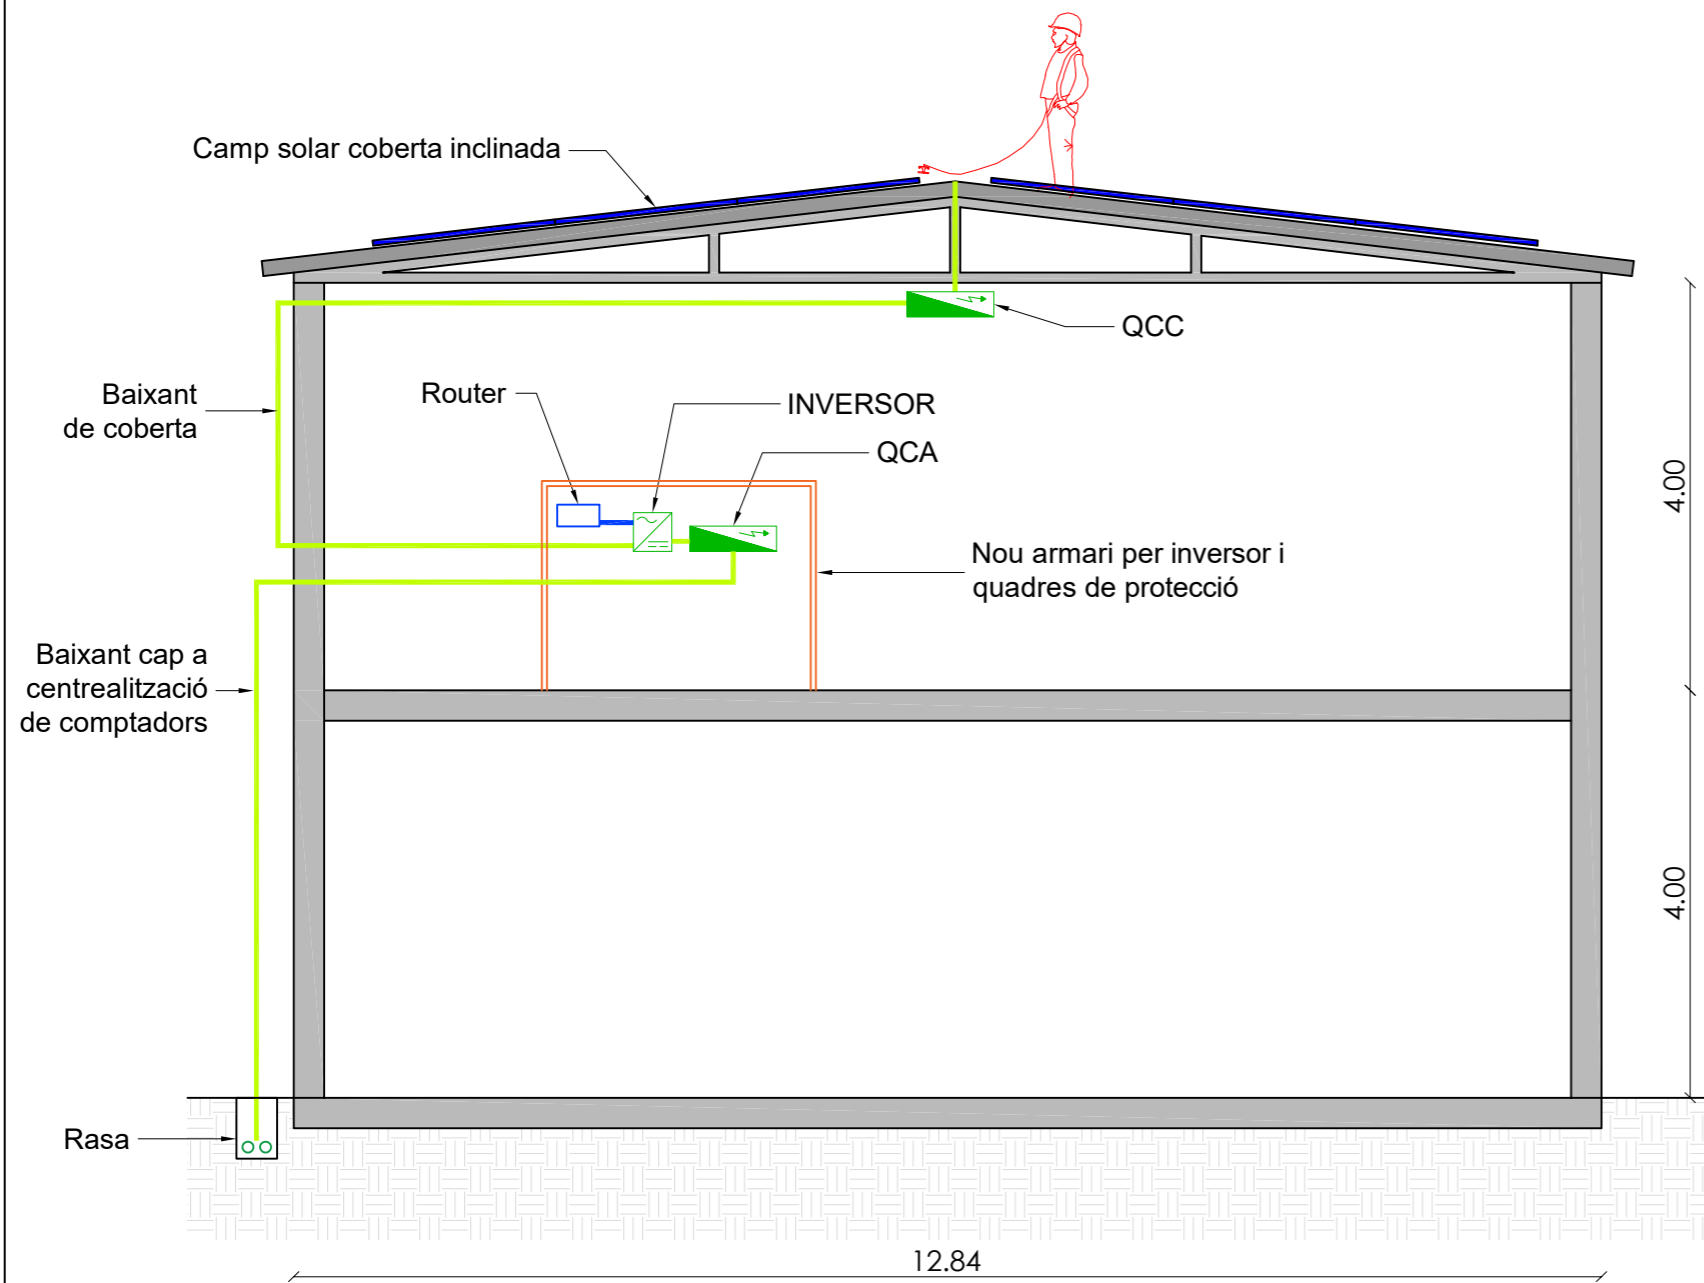 Camp solar coberta inclinada
QCC
Baixant
de coberta
Router
INVERSOR
QCA
4.00
Nou armari per inversor i
quadres de protecció
Baixant cap a
centrealització
de comptadors
4.00
Rasa
12.84